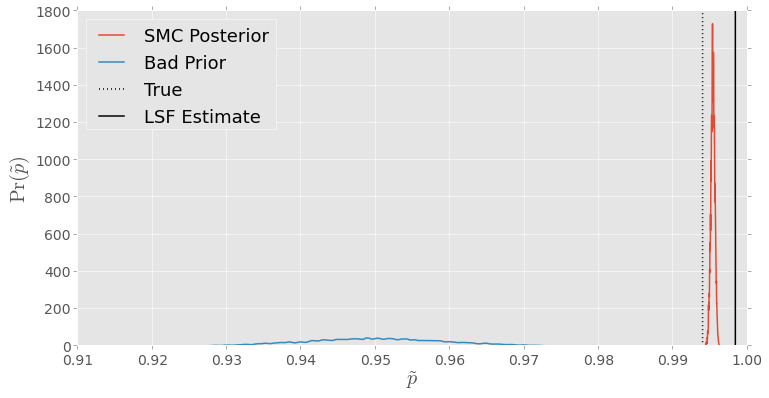 1800
1600
1400
1200
1000
800
600
400
200
0
Pr(p̃)
SMC Posterior
Bad Prior
True
LSF Estimate
0.91 0.92 0.93 0.94 0.95 0.96 0.97 0.98 0.99 1.00
p̃